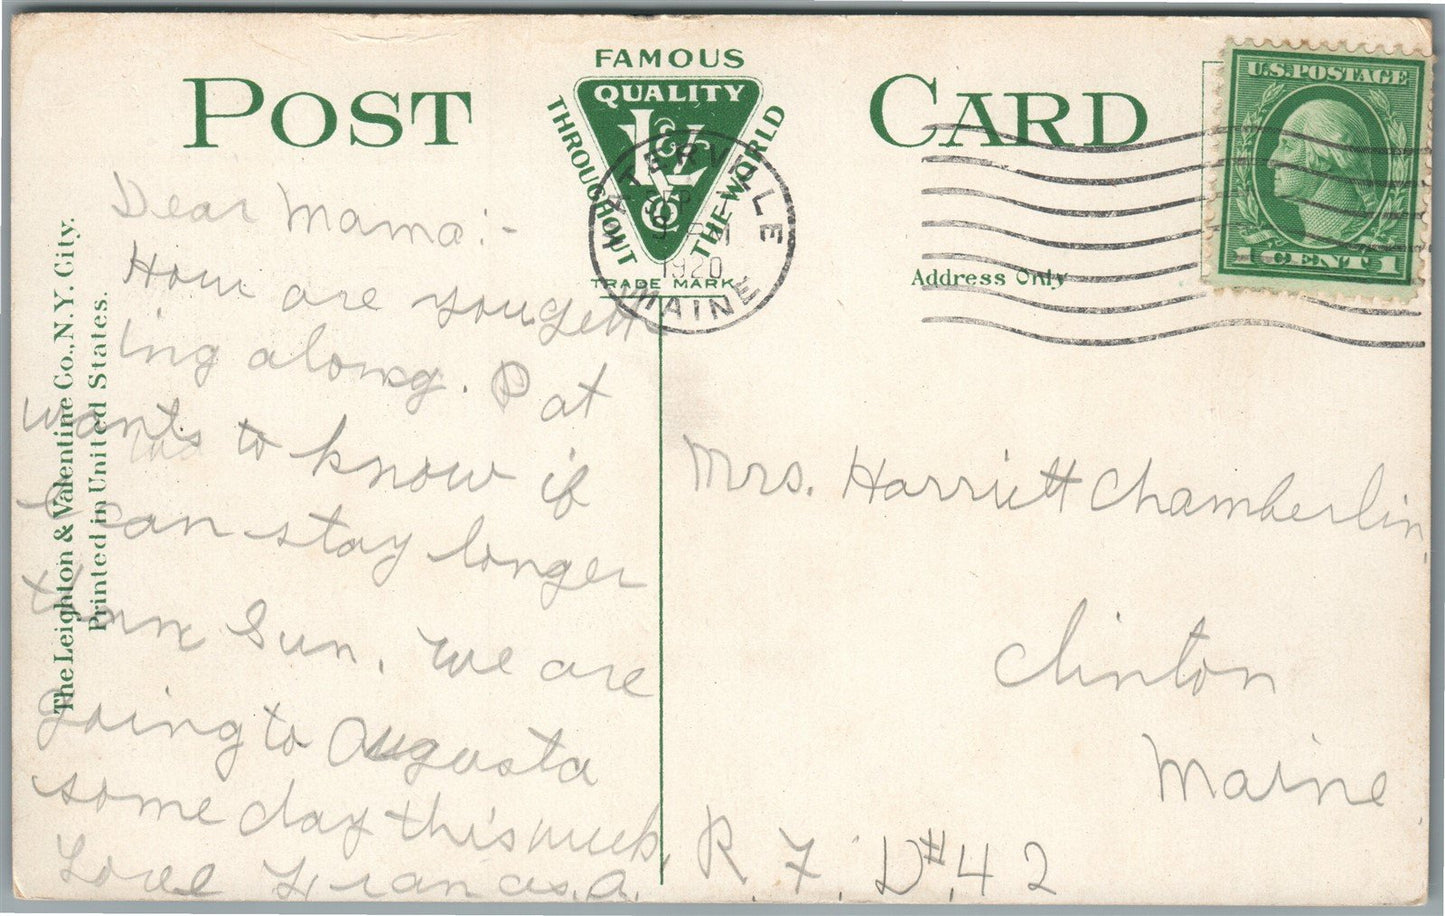 POST CARD
FAMOUS
QUALITY
THROUGHOUT
THE WORLD
TRADE MARK
U.S. POSTAGE
1 CENT 1
WATERVILLE
1920
MAINE
Address Only
The Leighton & Valentine Co., N.Y. City.
Printed in United States.
Dear Mama:-
How are you gett
ing along. Pat
wants to know if
I can stay longer
than Sun. We are
going to Augusta
some day this week.
Love Frances. A.
Mrs. Harriett Chamberlin,
Clinton
Maine
R. F. D. #42